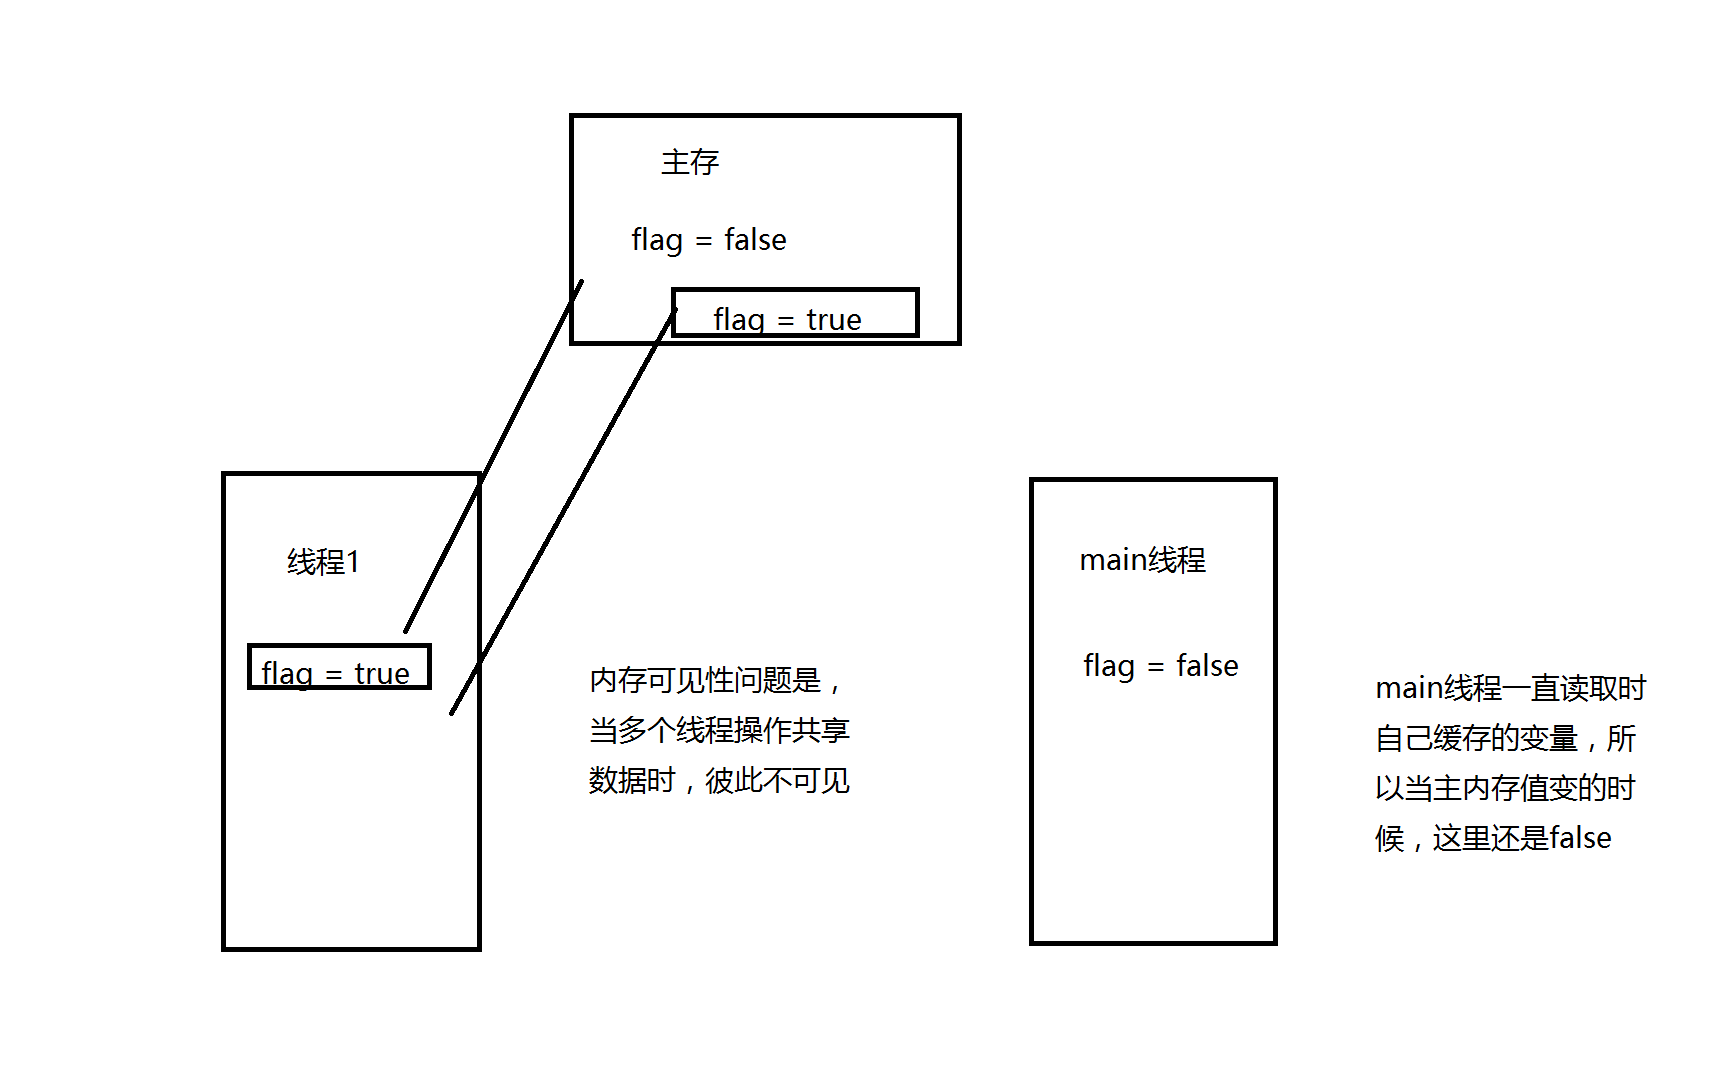 主存
flag = false
flag = true
线程1
flag = true
内存可见性问题是，
当多个线程操作共享
数据时，彼此不可见
main线程
flag = false
main线程一直读取时
自己缓存的变量，所
以当主内存值变的时
候，这里还是false